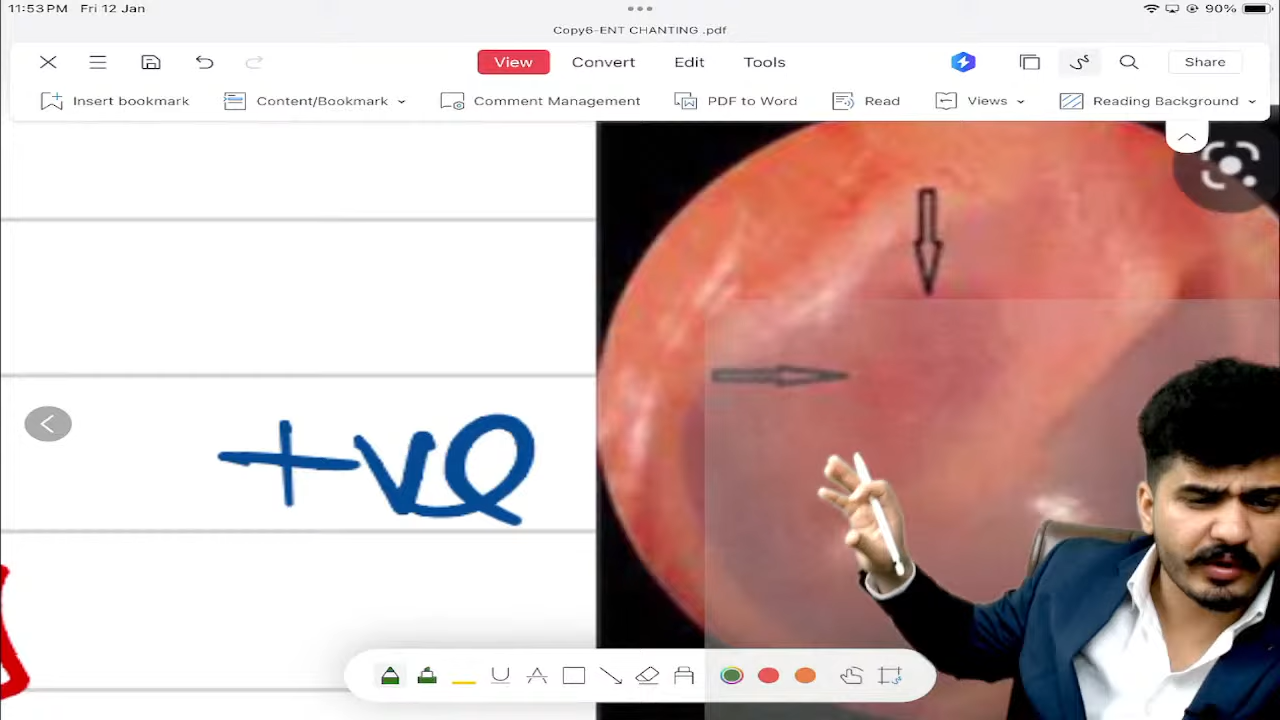 11:53 PM Fri 12 Jan
90%
Copy6-ENT CHANTING .pdf
View Convert Edit Tools Share
Insert bookmark Content/Bookmark Comment Management PDF to Word Read Views Reading Background
+ve